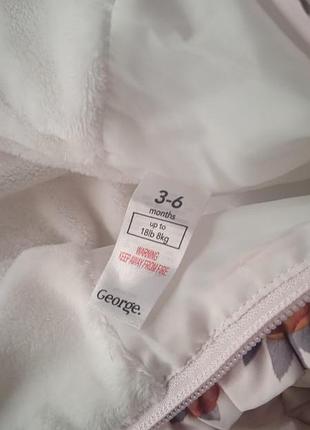 3-6
months
up to
18lb 8kg
WARNING
KEEP AWAY FROM FIRE
George.